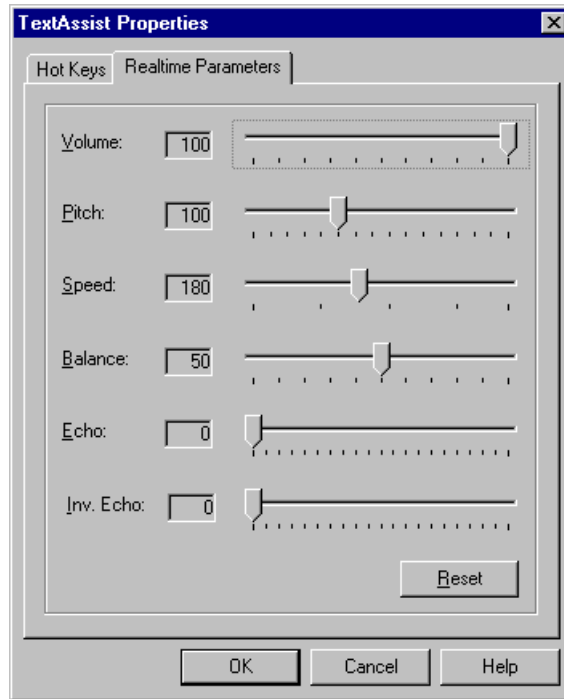 TextAssist Properties
Hot Keys Realtime Parameters
Volume: 100
Pitch: 100
Speed: 180
Balance: 50
Echo: 0
Inv. Echo: 0
Reset
OK Cancel Help